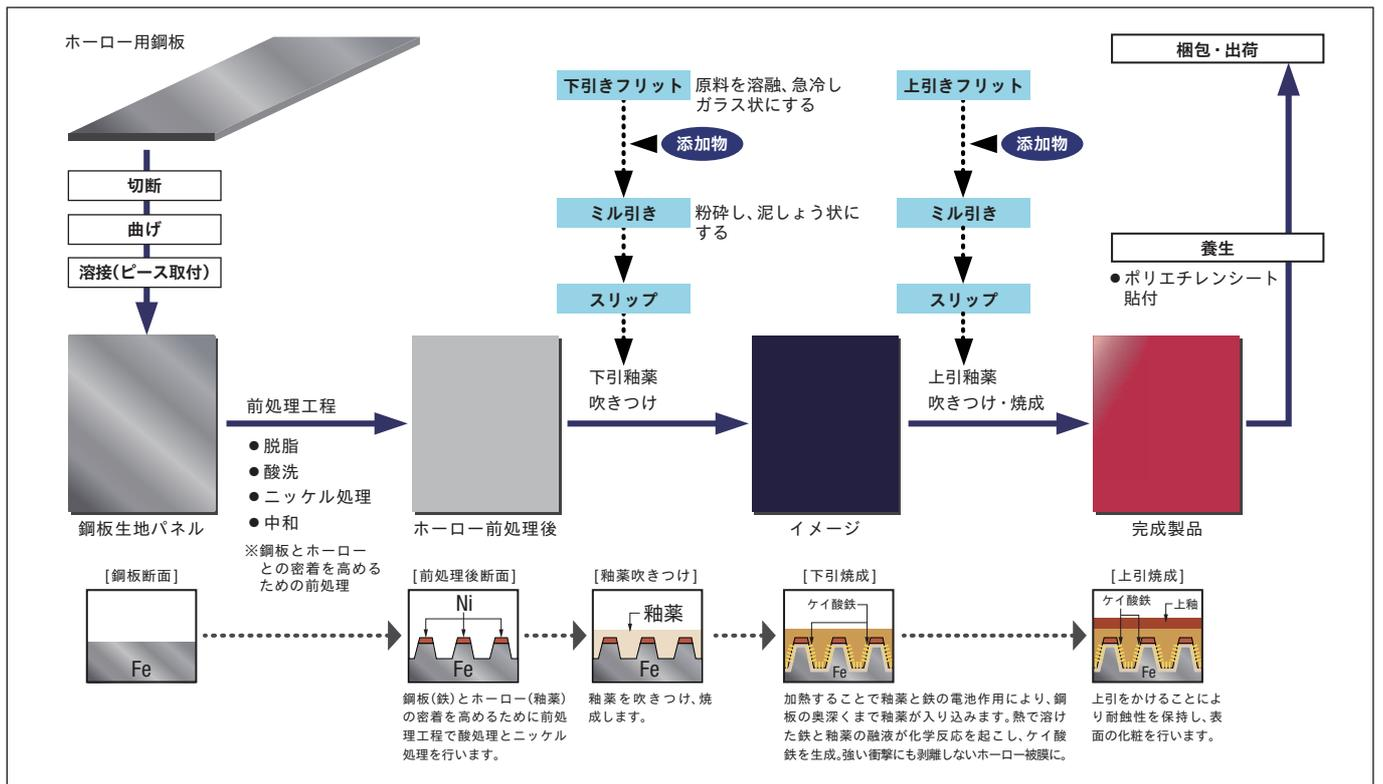 ホーロー用鋼板
切断
曲げ
溶接(ピース取付)
下引きフリット
原料を溶融、急冷し
ガラス状にする
添加物
ミル引き
粉砕し、泥しょう状に
する
スリップ
下引釉薬
吹きつけ
上引きフリット
添加物
ミル引き
スリップ
上引釉薬
吹きつけ・焼成
梱包・出荷
養生
●ポリエチレンシート
貼付
前処理工程
●脱脂
●酸洗
●ニッケル処理
●中和
※鋼板とホーロー
との密着を高める
ための前処理
鋼板生地パネル
ホーロー前処理後
イメージ
完成製品
[鋼板断面]
Fe
[前処理後断面]
Ni
Fe
鋼板(鉄)とホーロー(釉薬)
の密着を高めるために前処
理工程で酸処理とニッケル
処理を行います。
[釉薬吹きつけ]
釉薬
Fe
釉薬を吹きつけ、焼
成します。
[下引焼成]
ケイ酸鉄
Fe
加熱することで釉薬と鉄の電池作用により、鋼
板の奥深くまで釉薬が入り込みます。熱で溶け
た鉄と釉薬の融液が化学反応を起こし、ケイ酸
鉄を生成。強い衝撃にも剥離しないホーロー被膜に。
[上引焼成]
ケイ酸鉄
上釉
Fe
上引をかけることによ
り耐蝕性を保持し、表
面の化粧を行います。